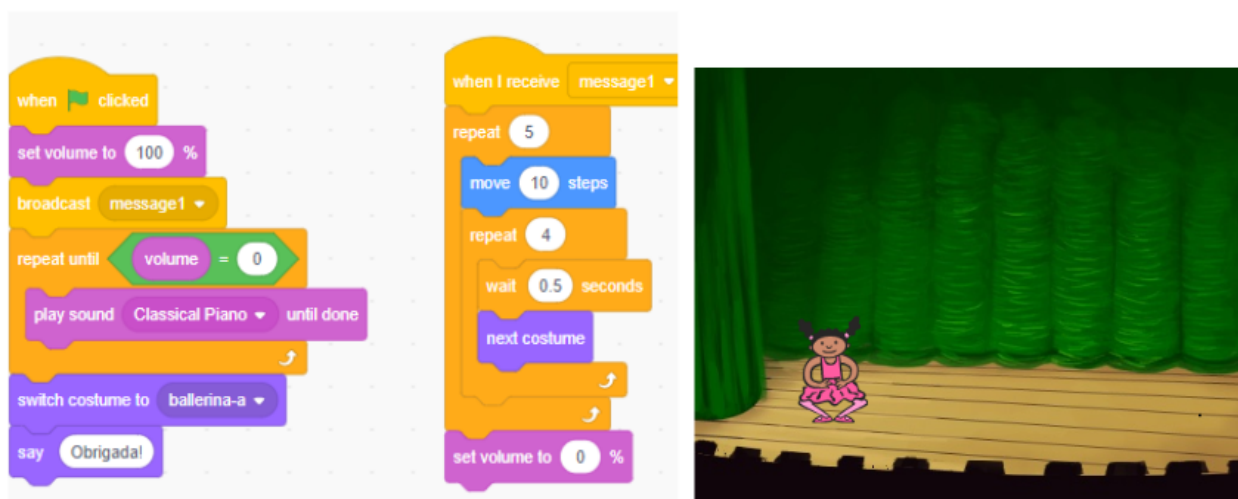 when clicked
set volume to 100 %
broadcast message1
repeat until volume = 0
play sound Classical Piano until done
switch costume to ballerina-a
say Obrigada!
when I receive message1
repeat 5
move 10 steps
repeat 4
wait 0.5 seconds
next costume
set volume to 0 %